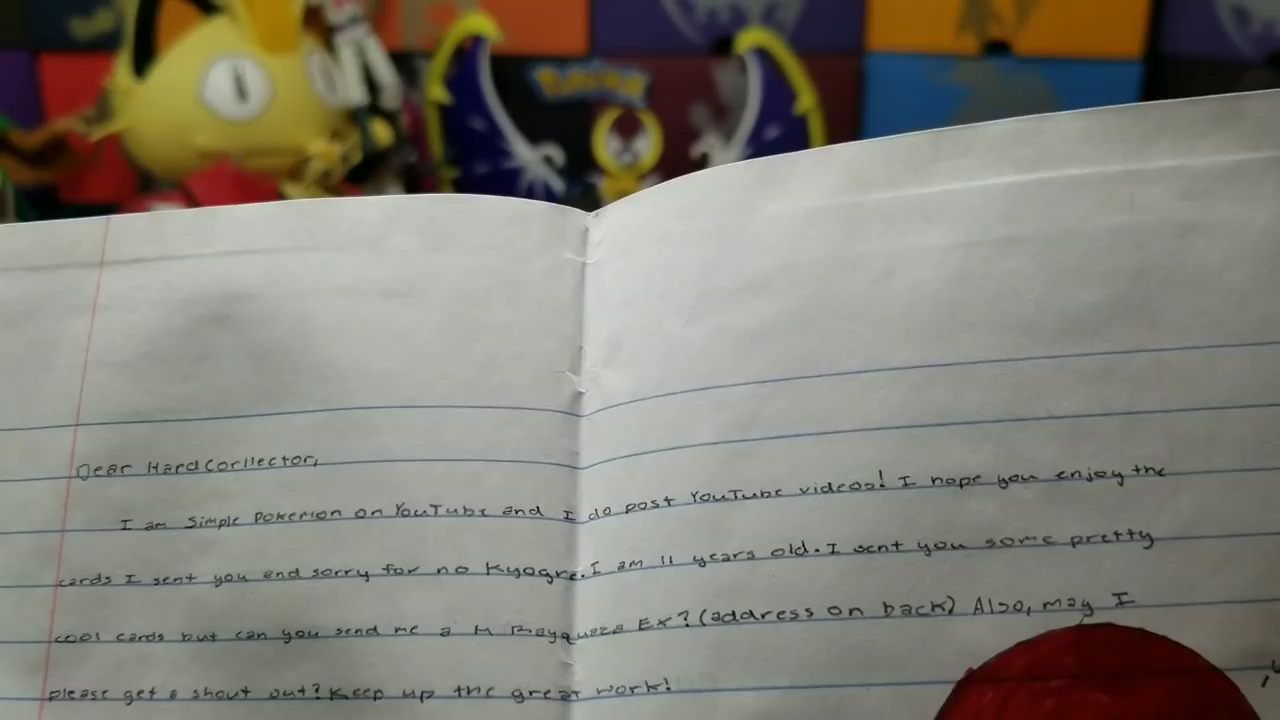 POKéMON
Dear Hardcorllector,
I am Simple Pokemon on YouTube and I do post YouTube videos! I hope you enjoy the
cards I sent you and sorry for no Kyogre. I am 11 years old. I sent you some pretty
cool cards but can you send me a M Rayquaza EX? (address on back) Also, may I
please get a shout out? Keep up the great work!